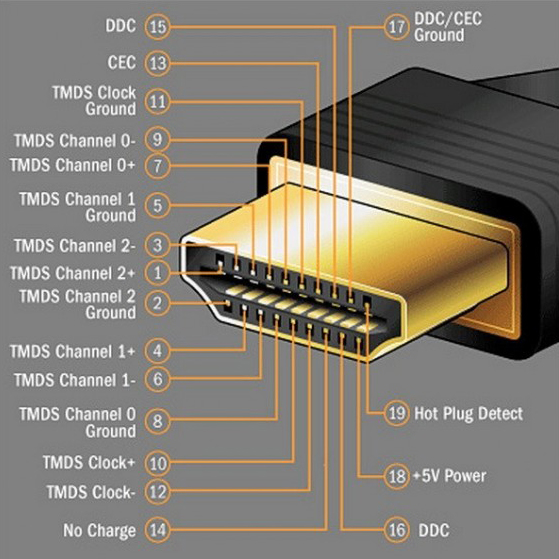 DDC 15
17 DDC/CEC
Ground
CEC 13
TMDS Clock
Ground 11
TMDS Channel 0- 9
TMDS Channel 0+ 7
TMDS Channel 1
Ground 5
TMDS Channel 2- 3
TMDS Channel 2+ 1
TMDS Channel 2
Ground 2
TMDS Channel 1+ 4
TMDS Channel 1- 6
TMDS Channel 0
Ground 8
19 Hot Plug Detect
TMDS Clock+ 10
18 +5V Power
TMDS Clock- 12
No Charge 14
16 DDC